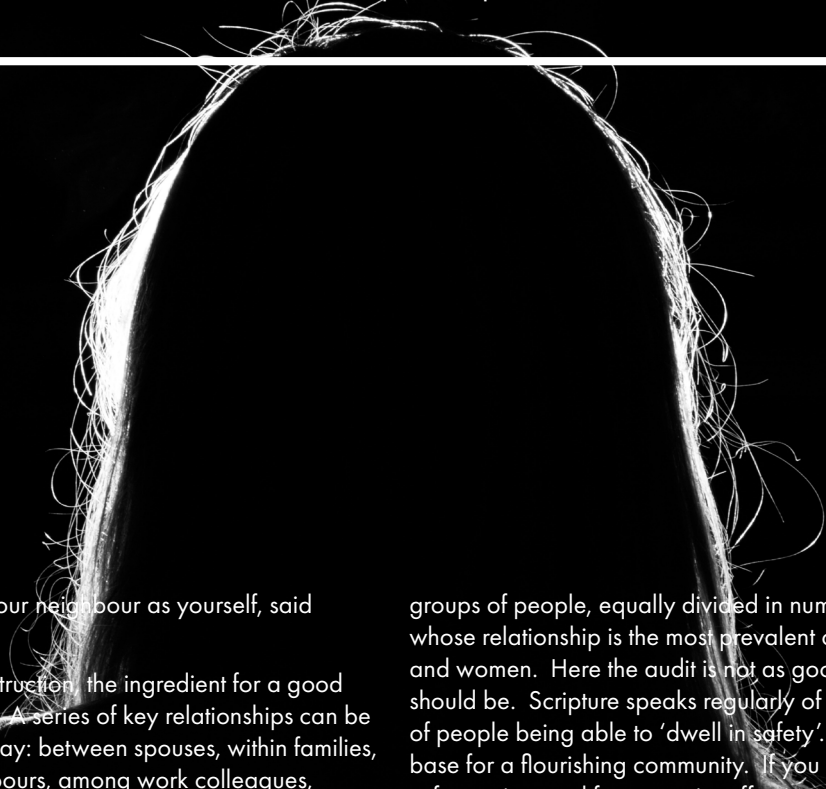 our neighbour as yourself, said
truction, the ingredient for a good
A series of key relationships can be
ay: between spouses, within families,
ours, among work colleagues,
groups of people, equally divided in num
whose relationship is the most prevalent
and women. Here the audit is not as goo
should be. Scripture speaks regularly of
of people being able to ‘dwell in safety’.
base for a flourishing community. If you